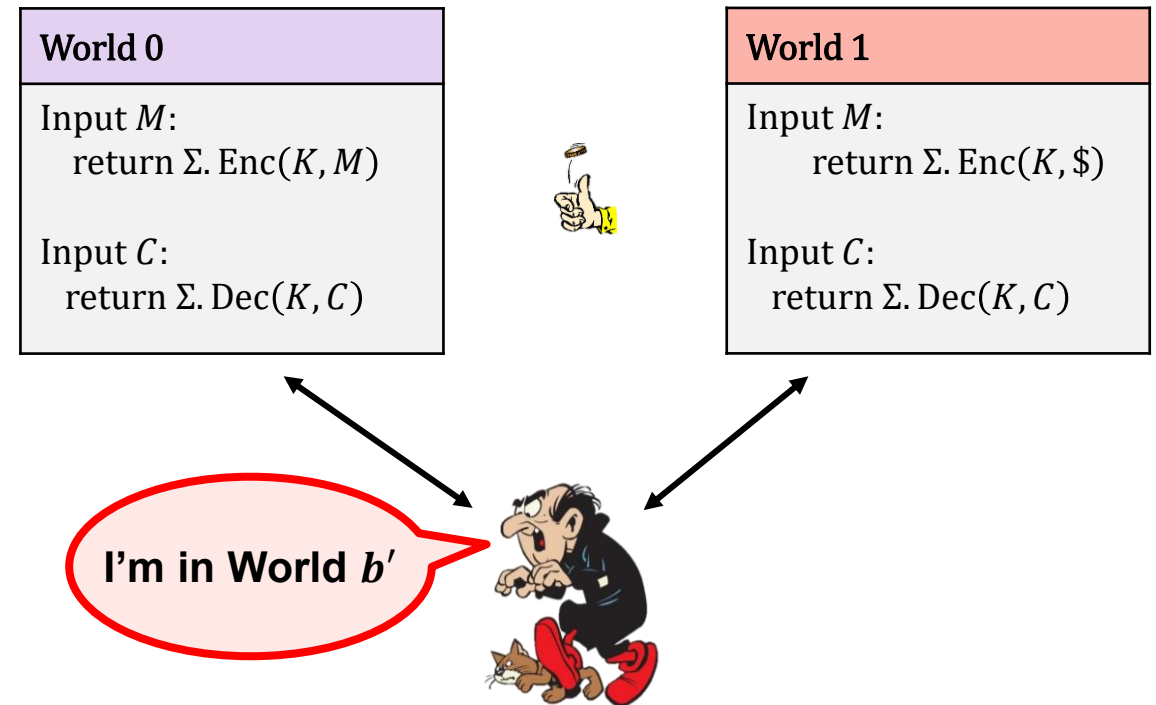 World 0
Input M:
return Σ. Enc(K, M)
Input C:
return Σ. Dec(K, C)
World 1
Input M:
return Σ. Enc(K, $)
Input C:
return Σ. Dec(K, C)
I'm in World b′